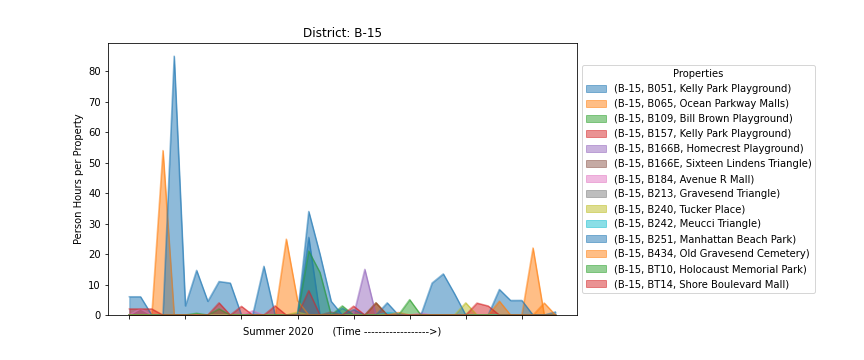 District: B-15
Person Hours per Property
80
70
60
50
40
30
20
10
0
Summer 2020 (Time ------------------>)
Properties
(B-15, B051, Kelly Park Playground)
(B-15, B065, Ocean Parkway Malls)
(B-15, B109, Bill Brown Playground)
(B-15, B157, Kelly Park Playground)
(B-15, B166B, Homecrest Playground)
(B-15, B166E, Sixteen Lindens Triangle)
(B-15, B184, Avenue R Mall)
(B-15, B213, Gravesend Triangle)
(B-15, B240, Tucker Place)
(B-15, B242, Meucci Triangle)
(B-15, B251, Manhattan Beach Park)
(B-15, B434, Old Gravesend Cemetery)
(B-15, BT10, Holocaust Memorial Park)
(B-15, BT14, Shore Boulevard Mall)